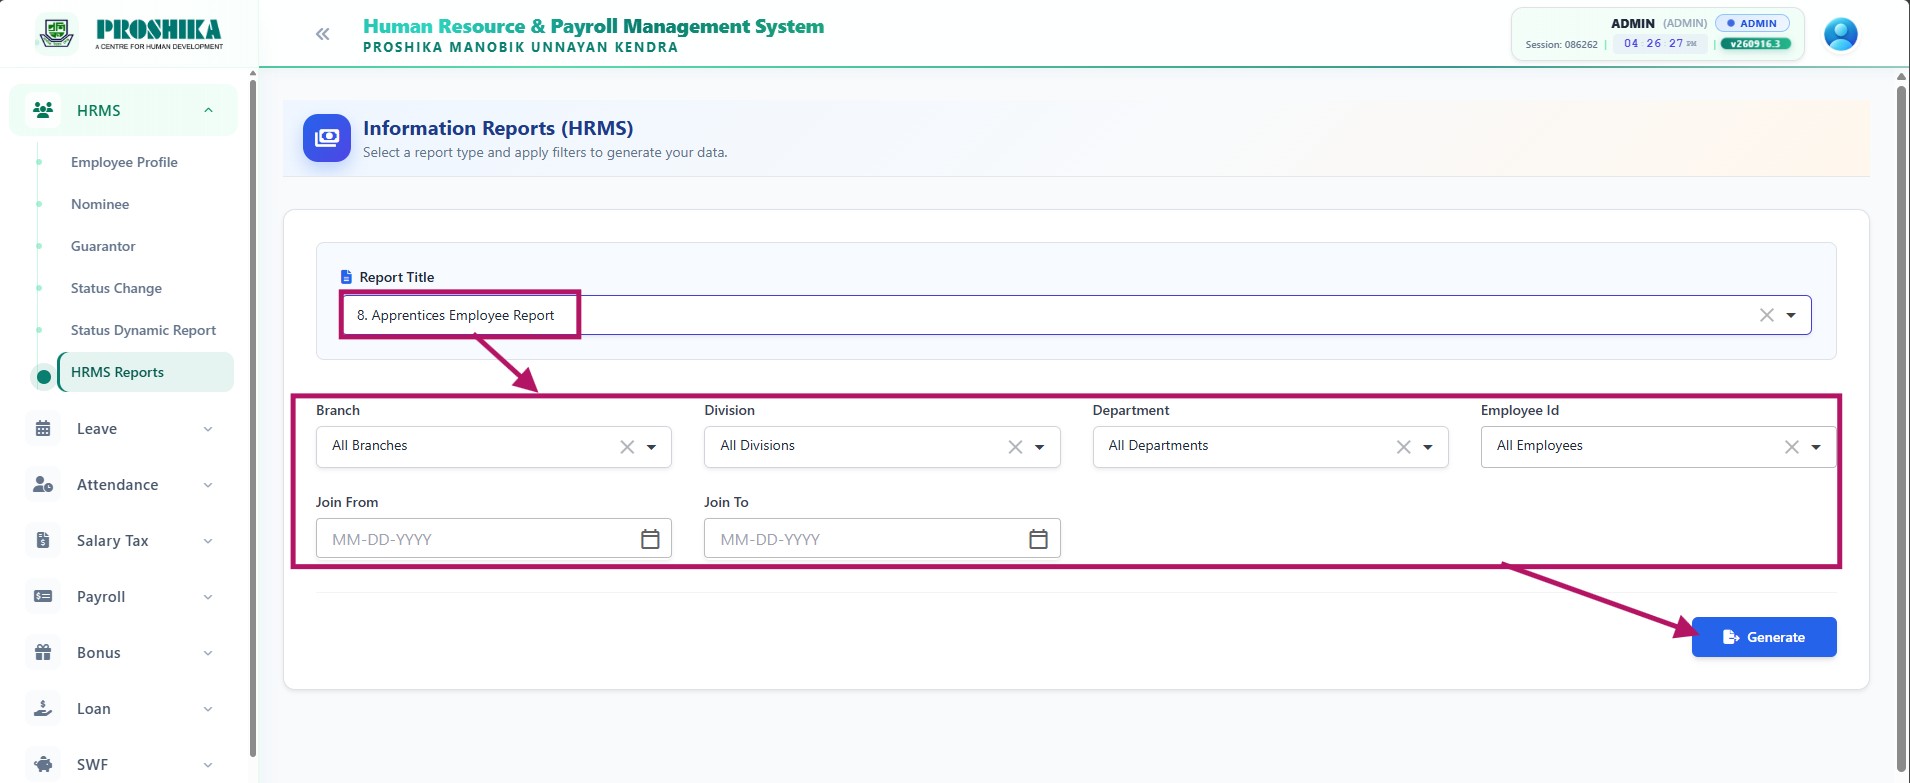 PROSHIKA
A CENTRE FOR HUMAN DEVELOPMENT
Human Resource & Payroll Management System
PROSHIKA MANOBIK UNNAYAN KENDRA
ADMIN (ADMIN) ADMIN
Session: 086262 | 04:26:27 PM | v260916.3
HRMS
Employee Profile
Nominee
Guarantor
Status Change
Status Dynamic Report
HRMS Reports
Leave
Attendance
Salary Tax
Payroll
Bonus
Loan
SWF
Information Reports (HRMS)
Select a report type and apply filters to generate your data.
Report Title
8. Apprentices Employee Report
Branch Division Department Employee Id
All Branches All Divisions All Departments All Employees
Join From Join To
MM-DD-YYYY MM-DD-YYYY
Generate